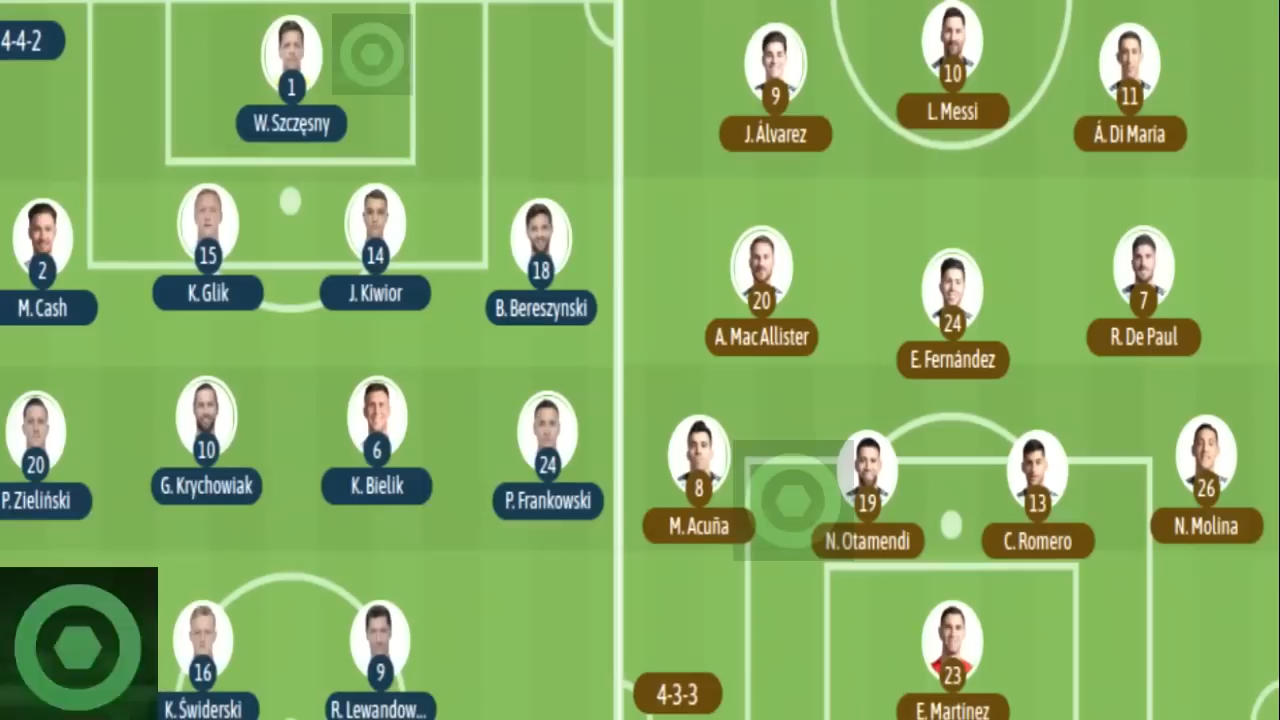 4-4-2
1
W. Szczęsny
2
M. Cash
15
K. Glik
14
J. Kiwior
18
B. Bereszynski
20
P. Zieliński
10
G. Krychowiak
6
K. Bielik
24
P. Frankowski
16
K. Świderski
9
R. Lewandow...
9
J. Álvarez
10
L. Messi
11
Á. Di Maria
20
A. Mac Allister
24
E. Fernández
7
R. De Paul
8
M. Acuña
19
N. Otamendi
13
C. Romero
26
N. Molina
23
E. Martínez
4-3-3